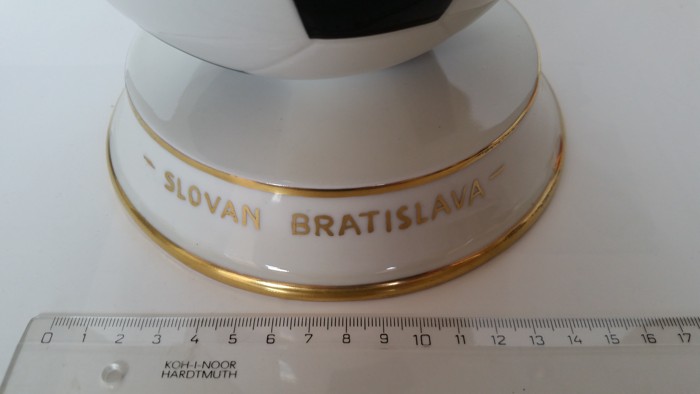 - SLOVAN BRATISLAVA -
0 1 2 3 4 5 6 7 8 9 10 11 12 13 14 15 16 17
KOH-I-NOOR
HARDTMUTH